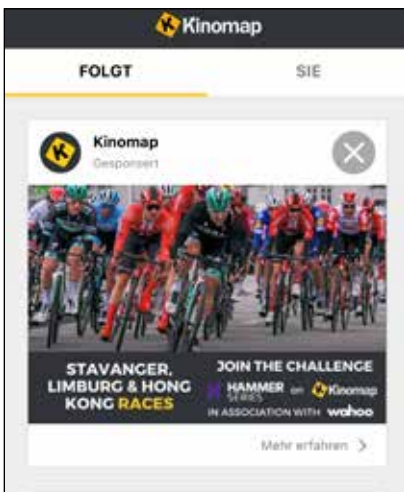 Kinomap
FOLGT SIE
Kinomap
Gesponsert
STAVANGER,
LIMBURG & HONG
KONG RACES
JOIN THE CHALLENGE
HAMMER SERIES on Kinomap
IN ASSOCIATION WITH wahoo
Mehr erfahren